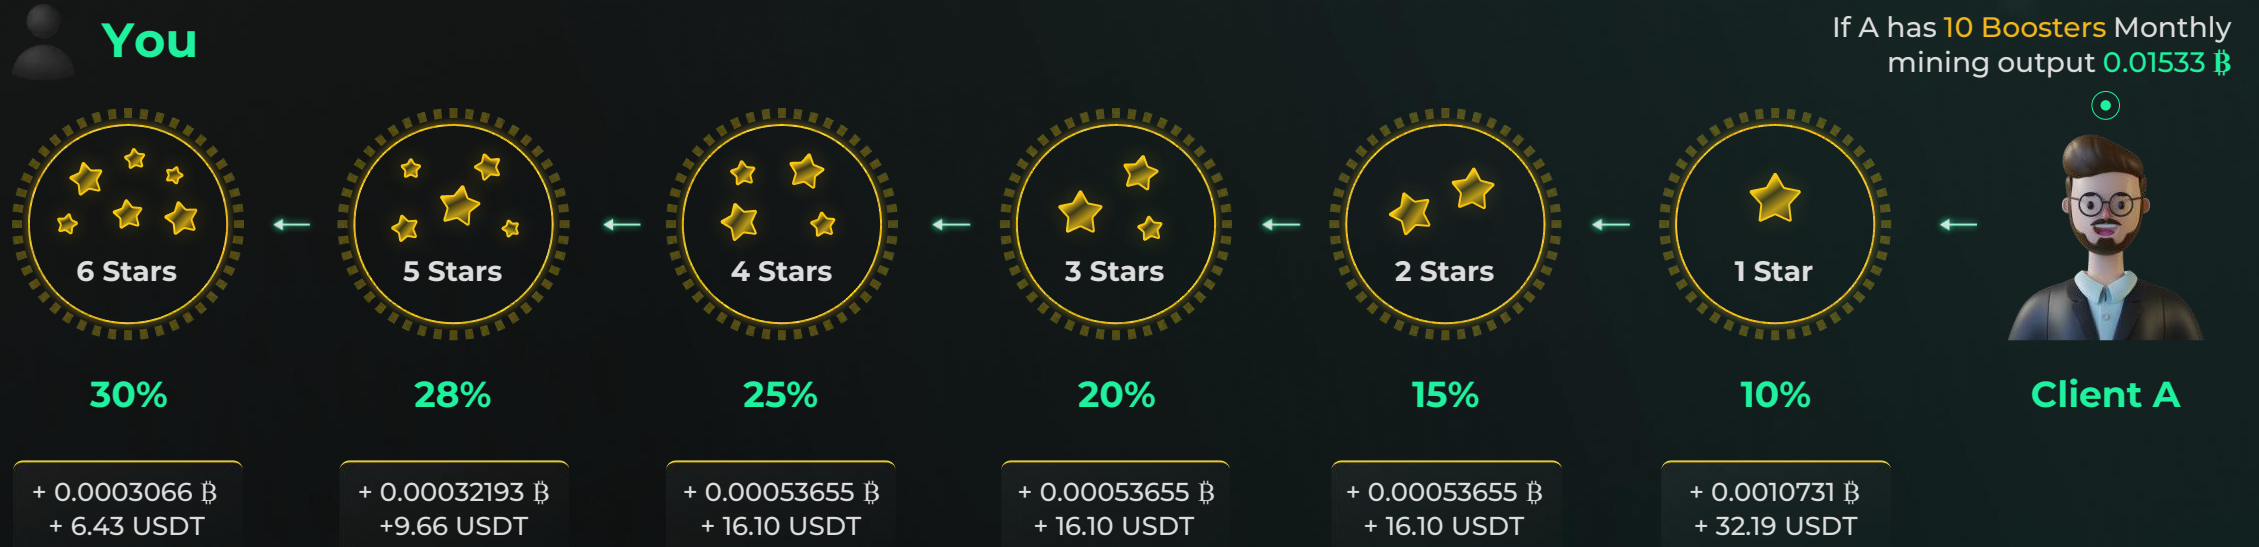 You
If A has 10 Boosters Monthly
mining output 0.01533 ₿
6 Stars
5 Stars
4 Stars
3 Stars
2 Stars
1 Star
30%
28%
25%
20%
15%
10%
Client A
+ 0.0003066 ₿
+ 6.43 USDT
+ 0.00032193 ₿
+9.66 USDT
+ 0.00053655 ₿
+ 16.10 USDT
+ 0.00053655 ₿
+ 16.10 USDT
+ 0.00053655 ₿
+ 16.10 USDT
+ 0.0010731 ₿
+ 32.19 USDT